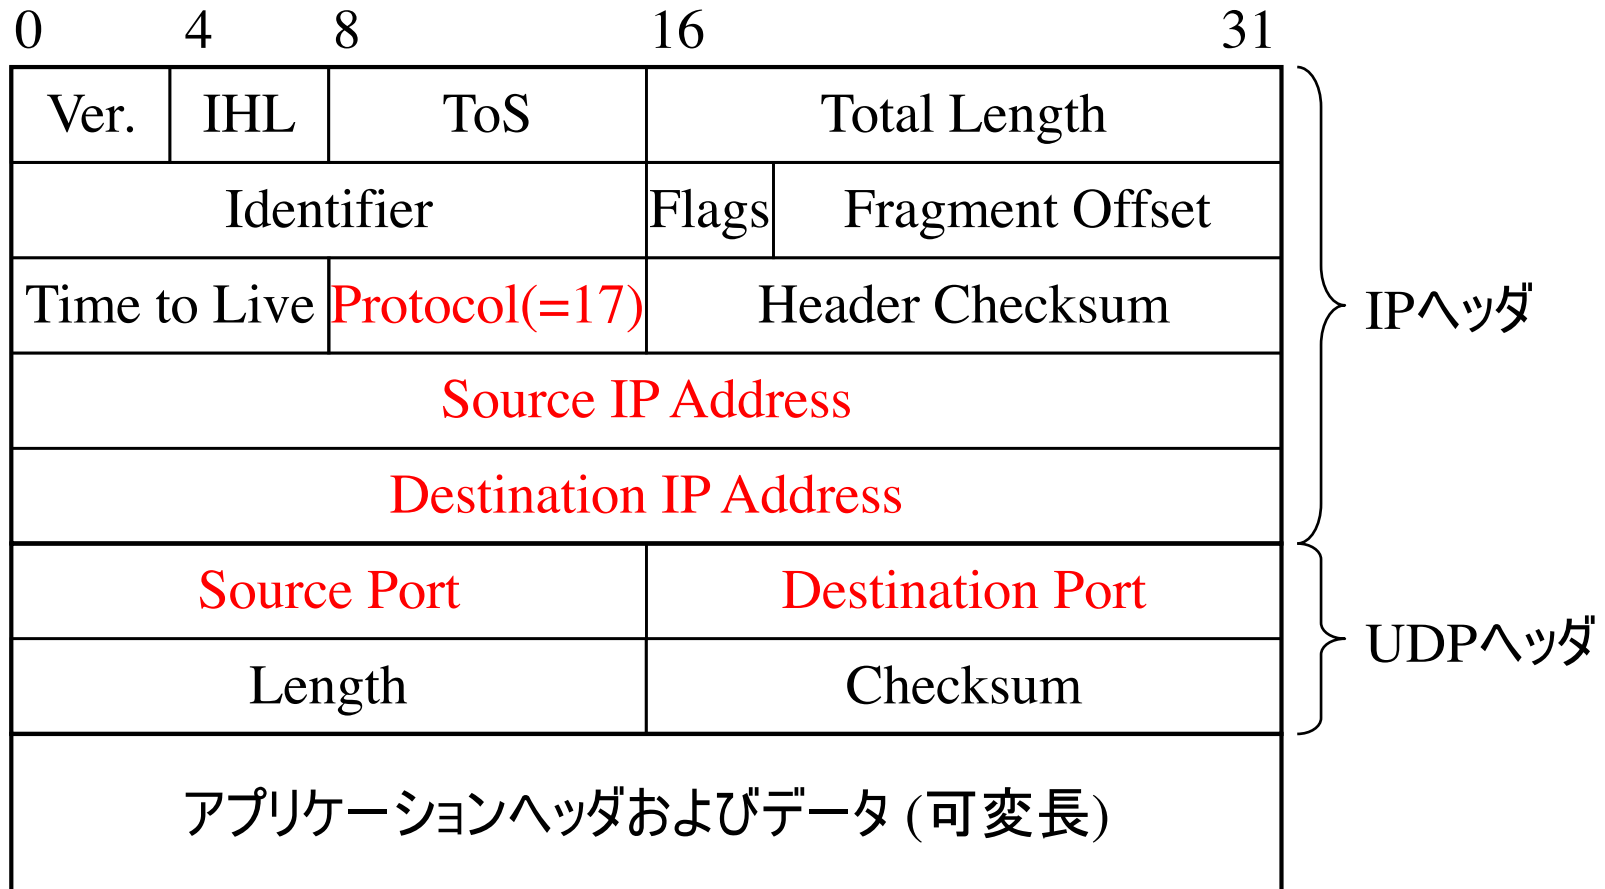 0 4 8 16 31
Ver. IHL ToS Total Length
Identifier Flags Fragment Offset
Time to Live Protocol(=17) Header Checksum
IPヘッダ
Source IP Address
Destination IP Address
Source Port Destination Port
UDPヘッダ
Length Checksum
アプリケーションヘッダおよびデータ (可変長)